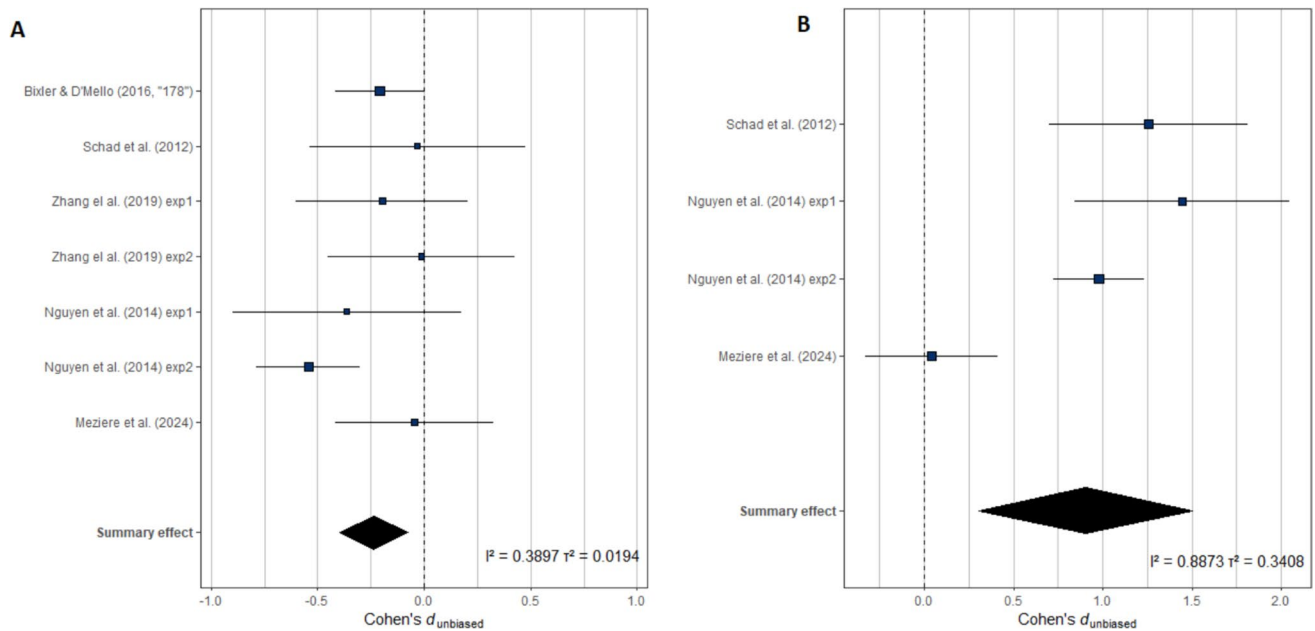 A
Bixler & D'Mello (2016, "178")
Schad et al. (2012)
Zhang el al. (2019) exp1
Zhang el al. (2019) exp2
Nguyen et al. (2014) exp1
Nguyen et al. (2014) exp2
Meziere et al. (2024)
Summary effect
I² = 0.3897 τ² = 0.0194
-1.0 -0.5 0.0 0.5 1.0
Cohen's d unbiased
B
Schad et al. (2012)
Nguyen et al. (2014) exp1
Nguyen et al. (2014) exp2
Meziere et al. (2024)
Summary effect
I² = 0.8873 τ² = 0.3408
0.0 0.5 1.0 1.5 2.0
Cohen's d unbiased